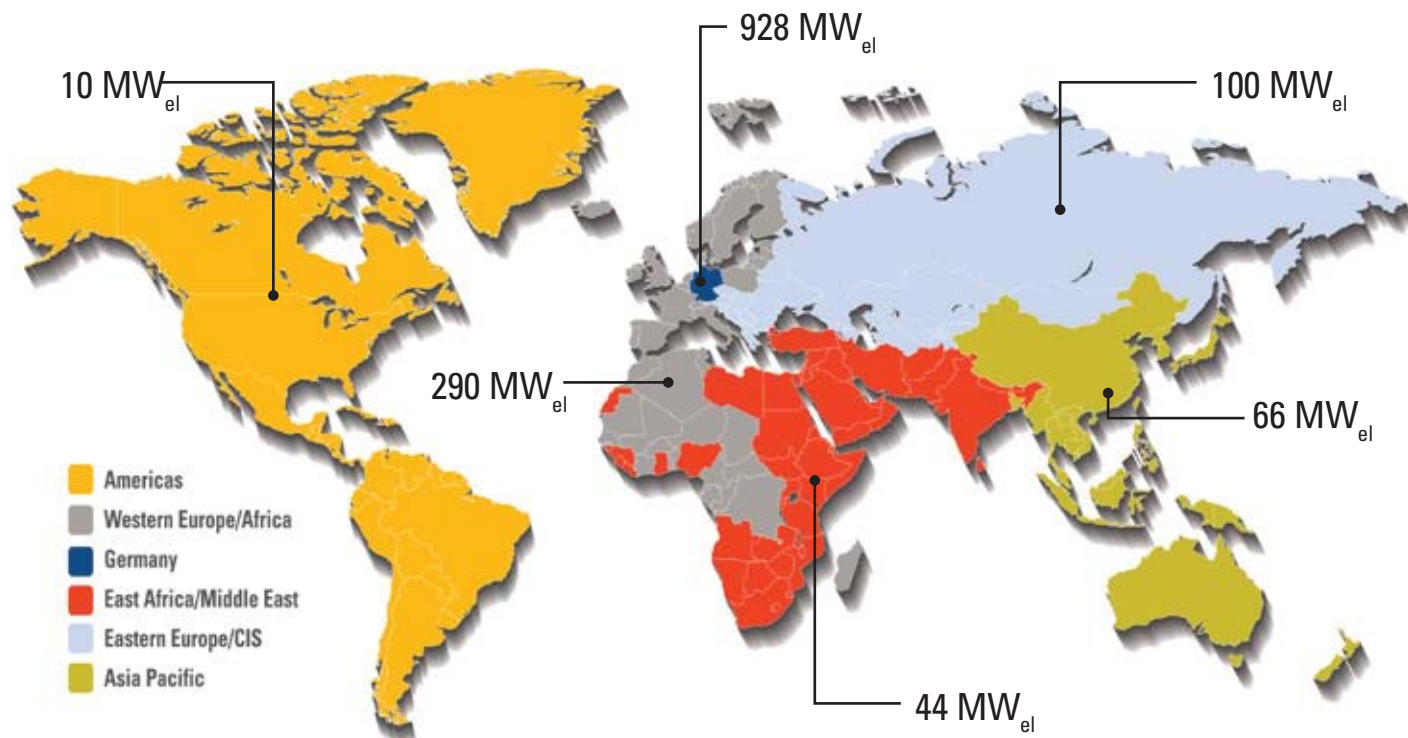 928 MWel
10 MWel
100 MWel
290 MWel
66 MWel
Americas
Western Europe/Africa
Germany
East Africa/Middle East
Eastern Europe/CIS
Asia Pacific
44 MWel